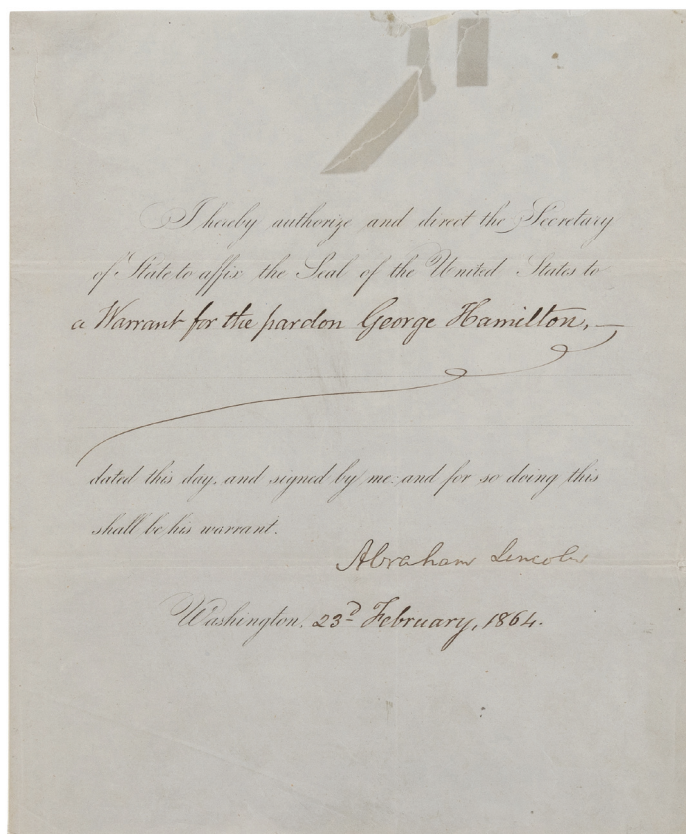 I hereby authorize and direct the Secretary
of State to affix the Seal of the United States to
a Warrant for the pardon George Hamilton, —
dated this day, and signed by me: and for so doing this
shall be his warrant.
Abraham Lincoln
Washington, 23d February, 1864.